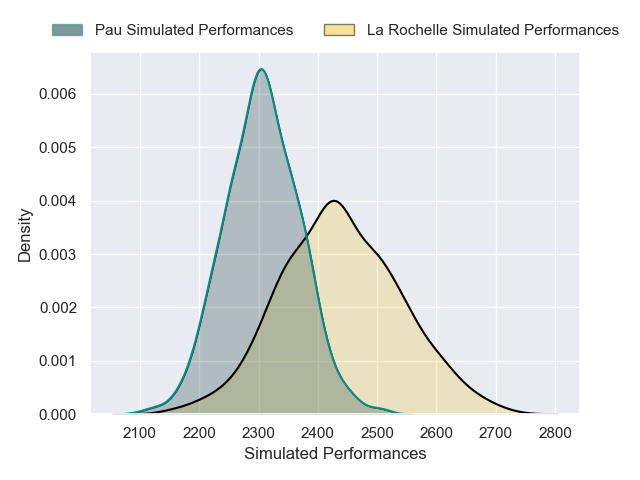 Pau Simulated Performances La Rochelle Simulated Performances
0.006
0.005
0.004
0.003
0.002
0.001
0.000
Density
2100 2200 2300 2400 2500 2600 2700 2800
Simulated Performances